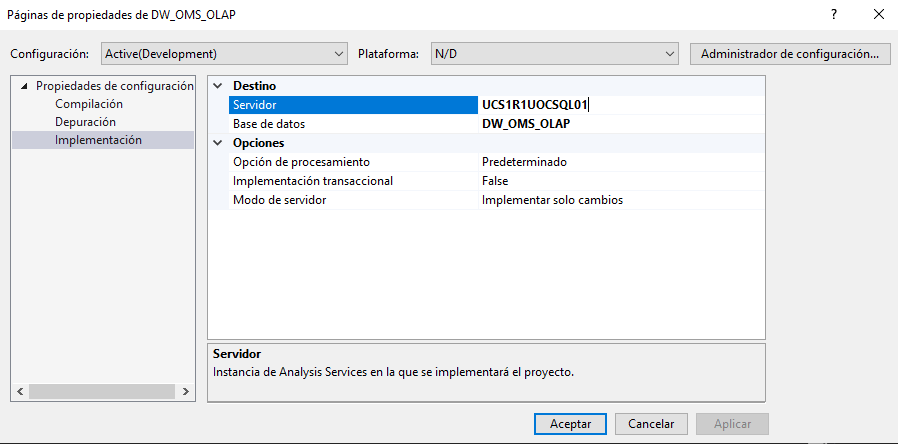 Páginas de propiedades de DW_OMS_OLAP
Configuración: Active(Development) Plataforma: N/D Administrador de configuración...
Propiedades de configuración
Compilación
Depuración
Implementación
Destino
Servidor UCS1R1UOCSQL01
Base de datos DW_OMS_OLAP
Opciones
Opción de procesamiento Predeterminado
Implementación transaccional False
Modo de servidor Implementar solo cambios
Servidor
Instancia de Analysis Services en la que se implementará el proyecto.
Aceptar Cancelar Aplicar